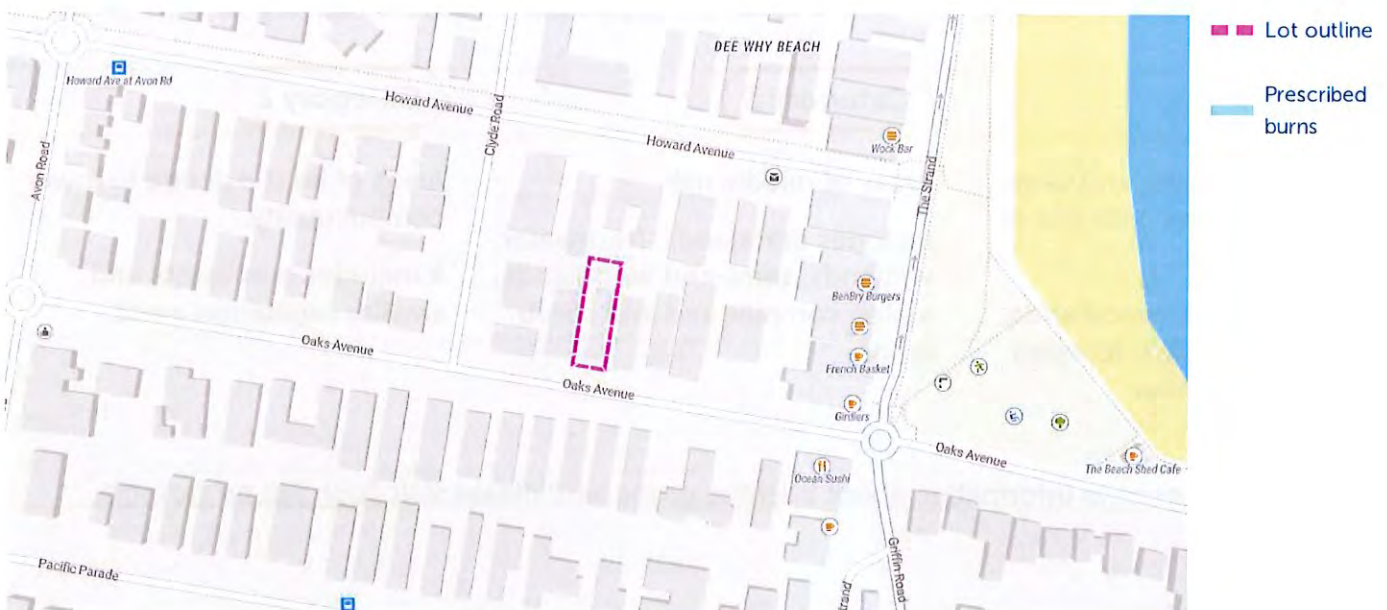 Lot outline
Prescribed
burns
DEE WHY BEACH
Howard Ave at Avon Rd
Howard Avenue
Clyde Road
Howard Avenue
Wock Bar
Avon Road
The Strand
BenBry Burgers
Oaks Avenue
French Basket
Oaks Avenue
Girdlers
Oaks Avenue
The Beach Shed Cafe
Ocean Sushi
Griffin Road
Pacific Parade
trand